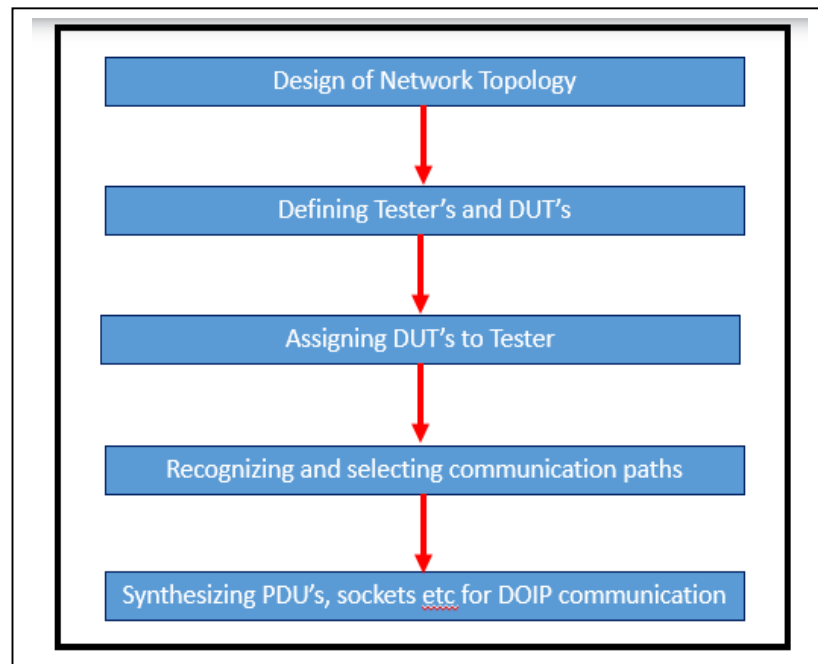 Design of Network Topology
Defining Tester's and DUT's
Assigning DUT's to Tester
Recognizing and selecting communication paths
Synthesizing PDU's, sockets etc for DOIP communication